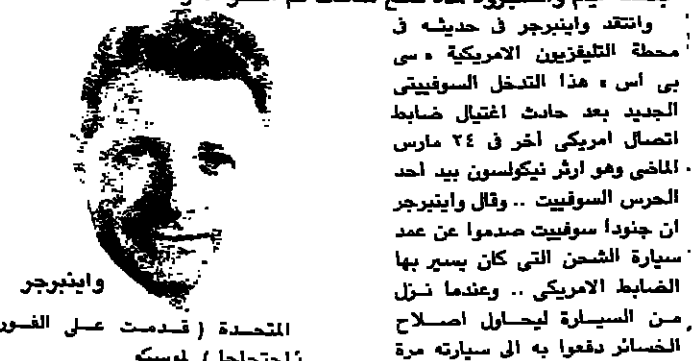 وانتقد واينبرجر فى حديثه فى
محطة التليفزيون الامريكية « سى
بى أس » هذا التدخل السوفييتى
الجديد بعد حادث اغتيال ضابط
اتصال امريكى أخر فى ٢٤ مارس
الماضى وهو ارثر نيكولسون بيد احد
الحرس السوفييت .. وقال واينبرجر
ان جنوداً سوفييت صدموا عن عمد
سيارة الشحن التى كان يسير بها
الضابط الامريكى .. وعندما نزل
من السيارة ليحاول اصلاح
الخسائر دفعوا به الى سيارته مرة
واينبرجر
المتحدة ( قدمت على الفور
لموسكو